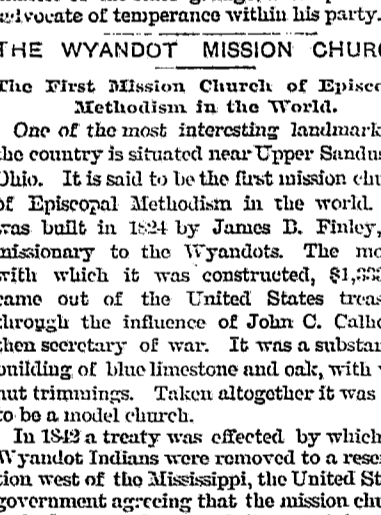 advocate of temperance within his party.
THE WYANDOT MISSION CHURC
The First Mission Church of Episco
Methodism in the World.
One of the most interesting landmark
the country is situated near Upper Sandus
Ohio. It is said to be the first mission chu
of Episcopal Methodism in the world.
was built in 1824 by James B. Finley,
missionary to the Wyandots. The mo
with which it was constructed, $1,333
came out of the United States treas
through the influence of John C. Calho
then secretary of war. It was a substan
building of blue limestone and oak, with
nut trimmings. Taken altogether it was
to be a model church.
In 1842 a treaty was effected by which
Wyandot Indians were removed to a rese
tion west of the Mississippi, the United St
government agreeing that the mission chu